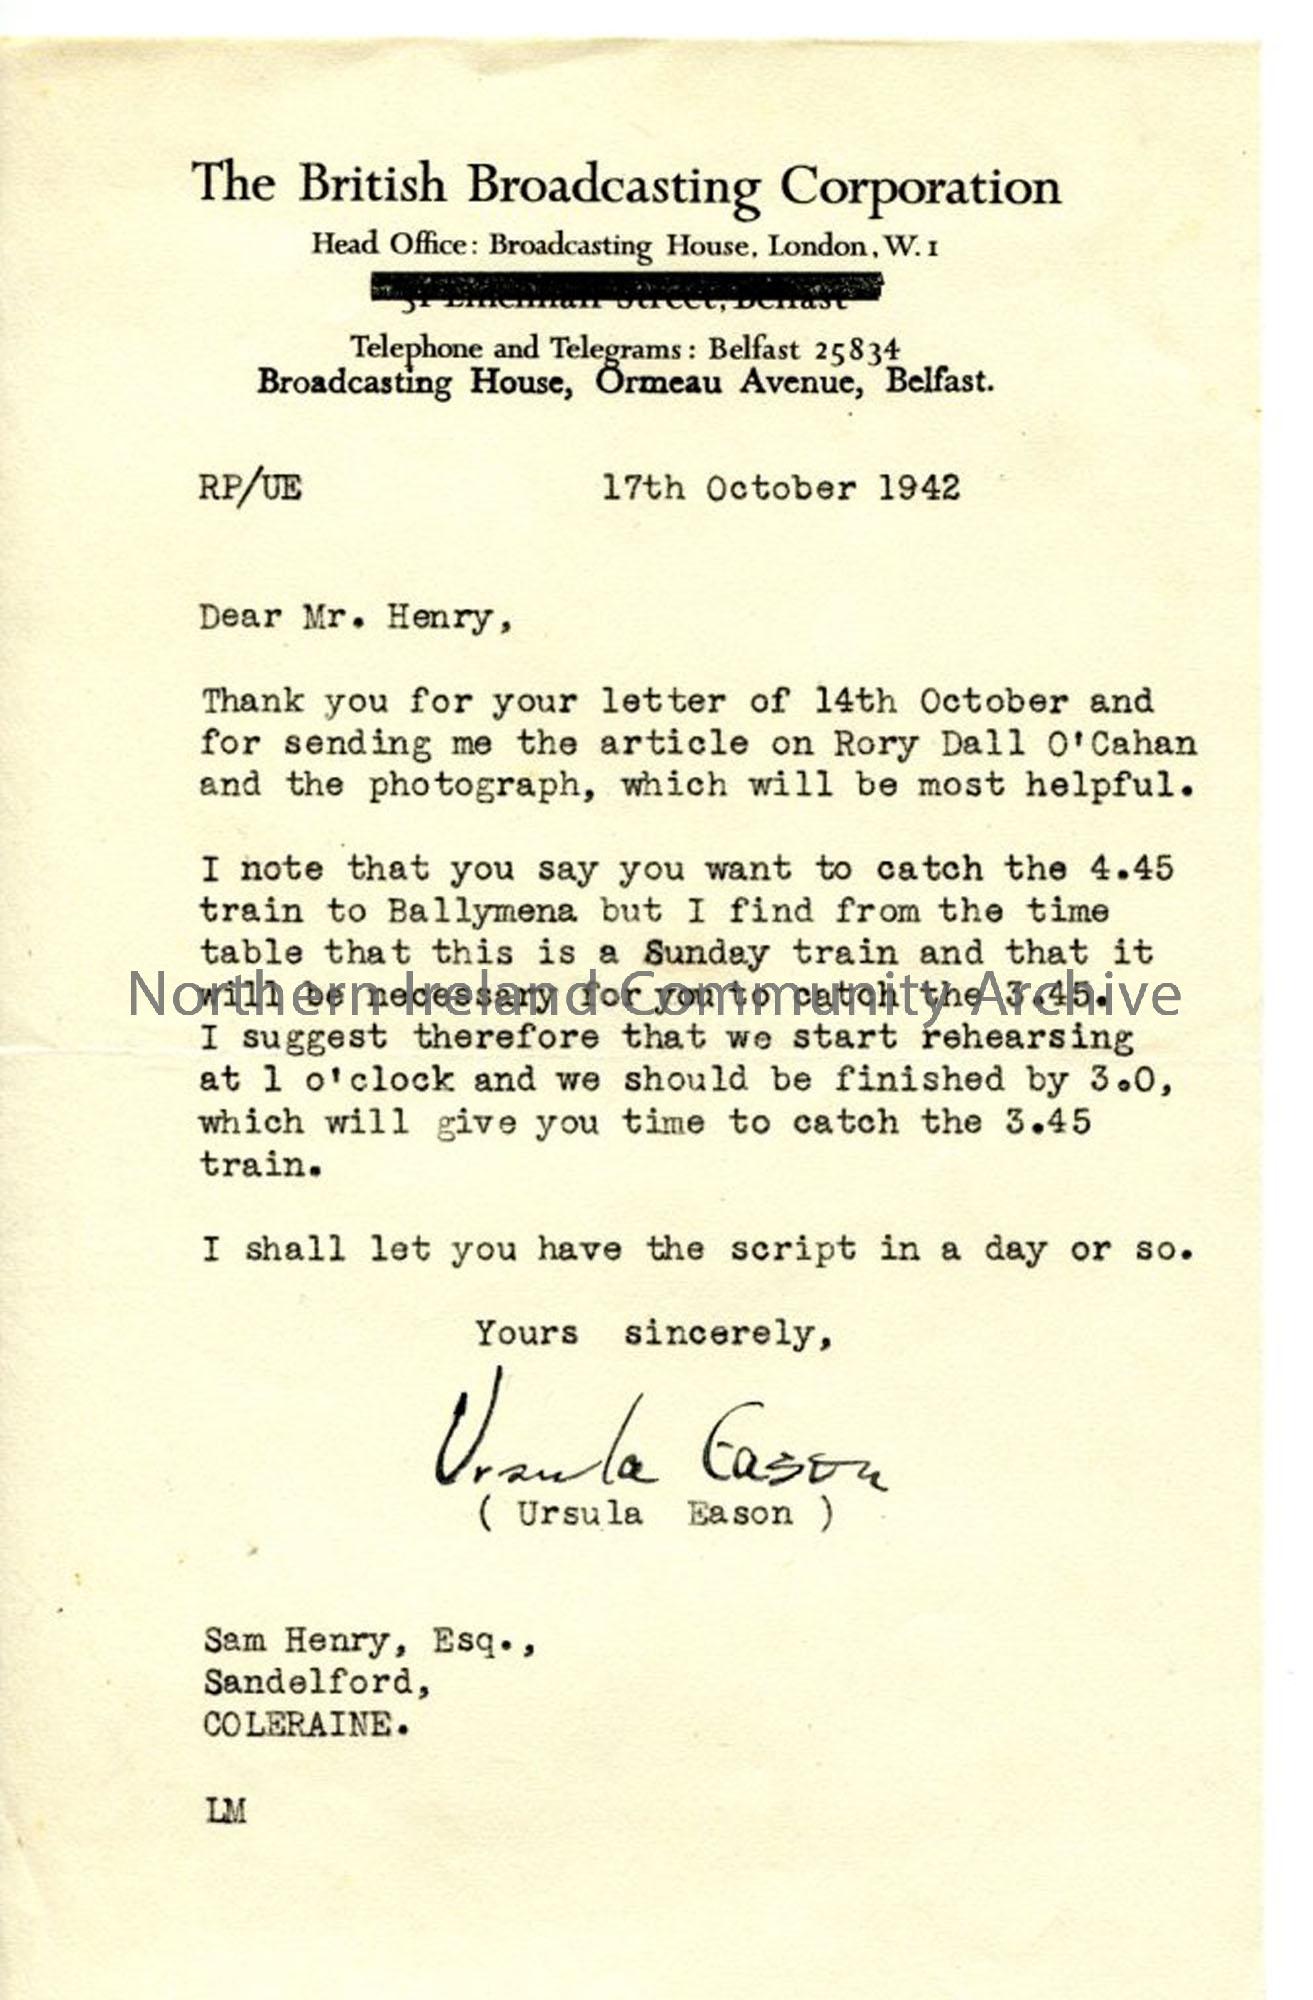 The British Broadcasting Corporation
Head Office: Broadcasting House, London, W.1
Street, Belfast
Telephone and Telegrams: Belfast 25834
Broadcasting House, Ormeau Avenue, Belfast.
RP/UE 17th October 1942
Dear Mr. Henry,
Thank you for your letter of 14th October and
for sending me the article on Rory Dall O'Cahan
and the photograph, which will be most helpful.
I note that you say you want to catch the 4.45
train to Ballymena but I find from the time
table that this is a Sunday train and that it
will be necessary for you to catch the 3.45.
Northern Ireland Community Archive
I suggest therefore that we start rehearsing
at 1 o'clock and we should be finished by 3.0,
which will give you time to catch the 3.45
train.
I shall let you have the script in a day or so.
Yours sincerely,
Ursula Eason
( Ursula Eason )
Sam Henry, Esq.,
Sandelford,
COLERAINE.
LM